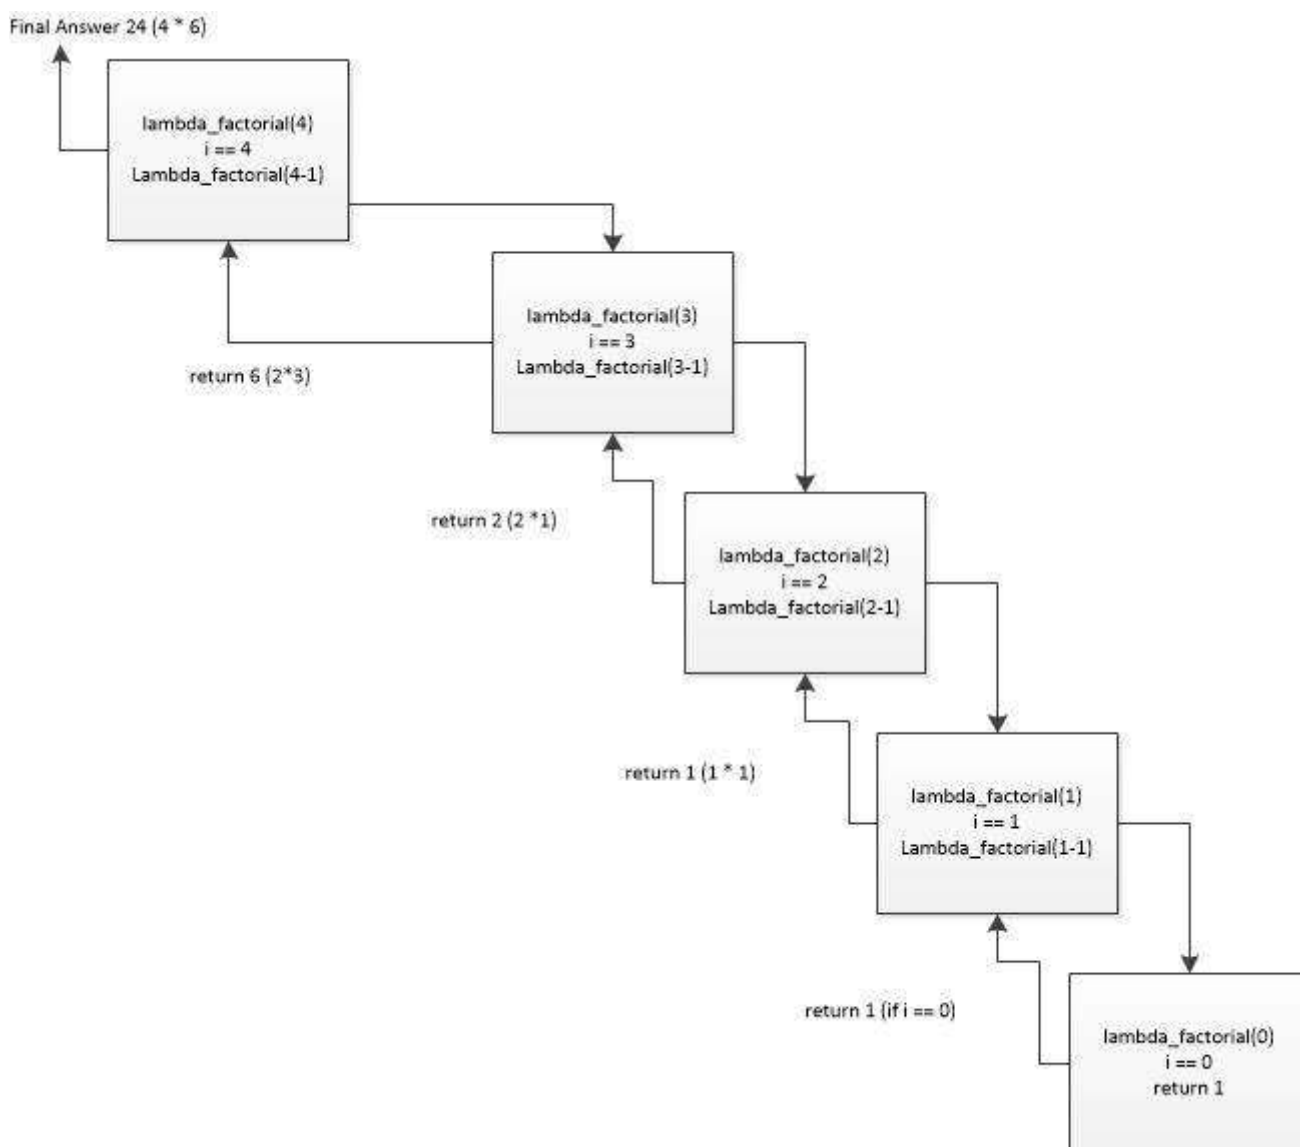 Final Answer 24 (4 * 6)
lambda_factorial(4)
i == 4
Lambda_factorial(4-1)
lambda_factorial(3)
i == 3
Lambda_factorial(3-1)
return 6 (2*3)
return 2 (2 *1)
lambda_factorial(2)
i == 2
Lambda_factorial(2-1)
return 1 (1 * 1)
lambda_factorial(1)
i == 1
Lambda_factorial(1-1)
return 1 (if i == 0)
lambda_factorial(0)
i == 0
return 1